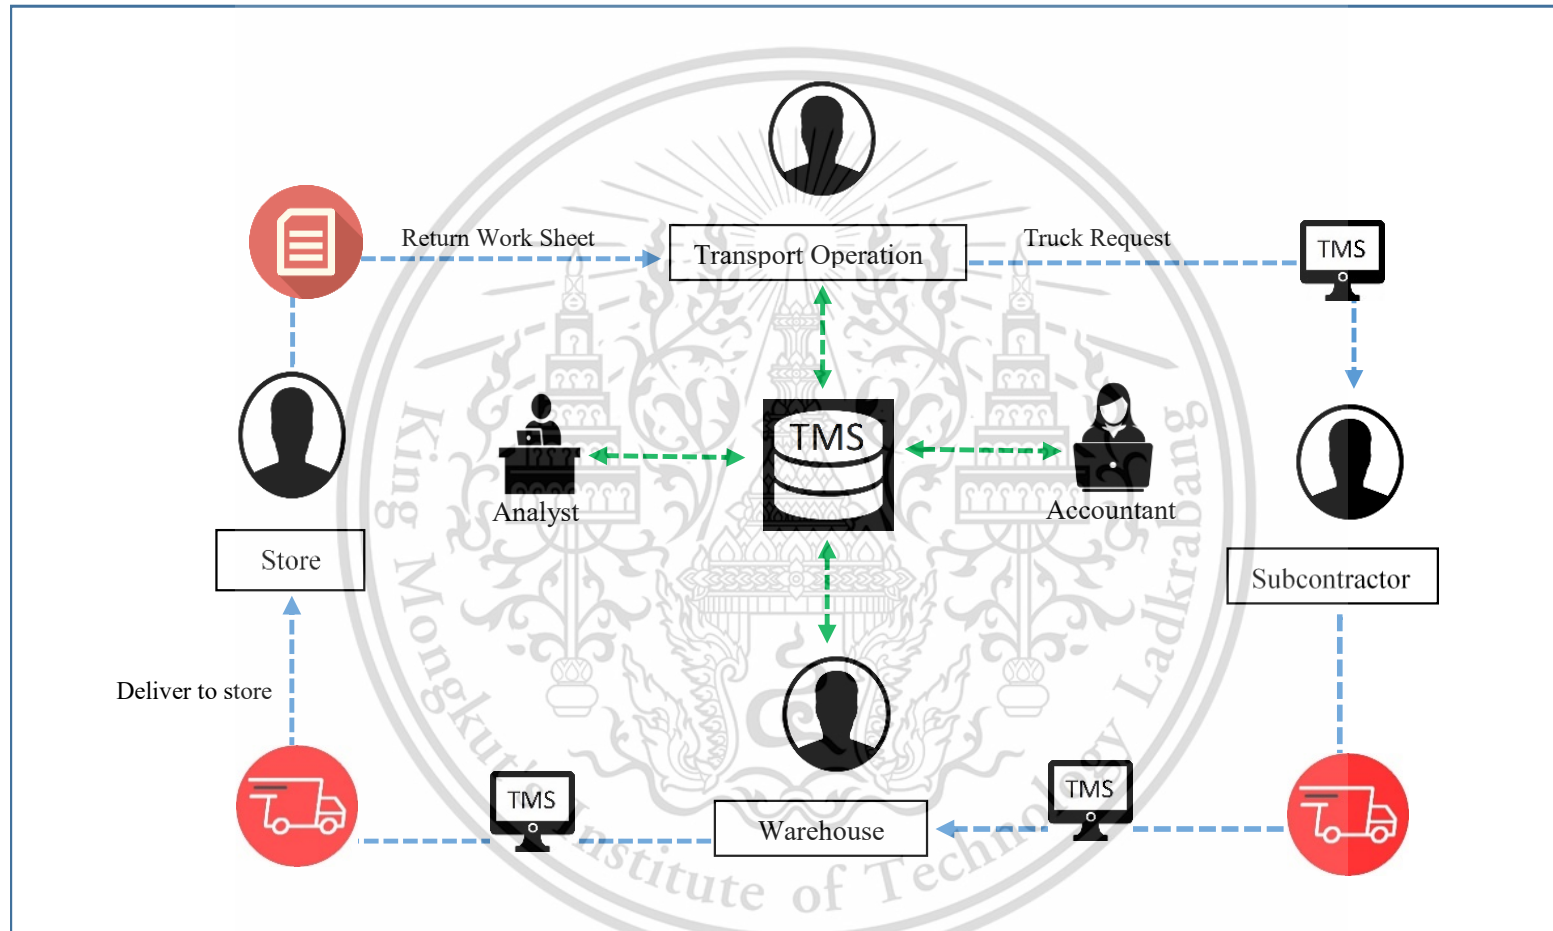 Return Work Sheet
Transport Operation
Truck Request
TMS
TMS
Analyst
Accountant
Store
Subcontractor
Deliver to store
TMS
Warehouse
TMS
King Mongkut's Institute of Technology Ladkrabang